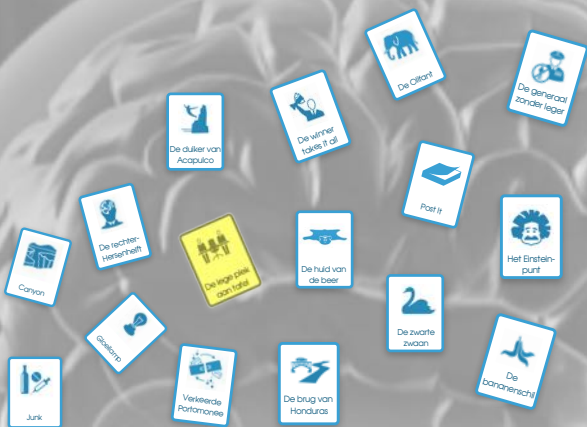 De Olifant
De generaal
zonder leger
De winner
takes it all
De duiker van
Acapulco
Post It
De rechter-
Hersenhelft
De lege plek
aan tafel
De huid van
de beer
Het Einstein-
punt
Canyon
Gloeilamp
De zwarte
zwaan
De
bananenschil
Junk
Verkeerde
Portomonee
De brug van
Honduras